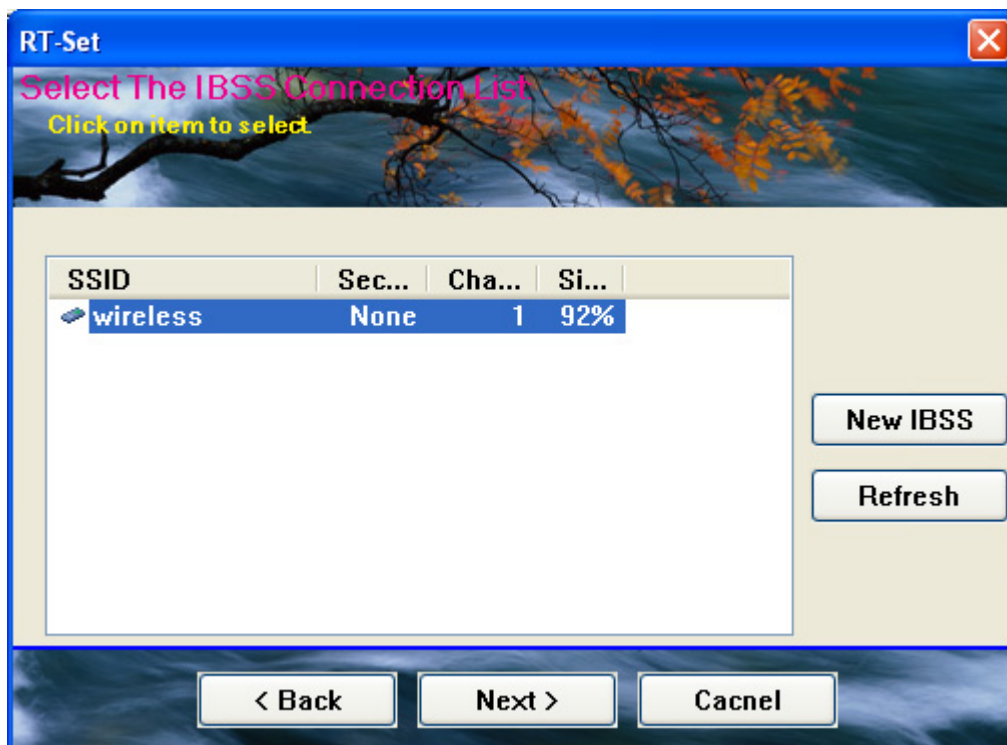 RT-Set
Select The IBSS Connection List
Click on item to select.
SSID Sec... Cha... Si...
wireless None 1 92%
New IBSS
Refresh
< Back Next > Cacnel